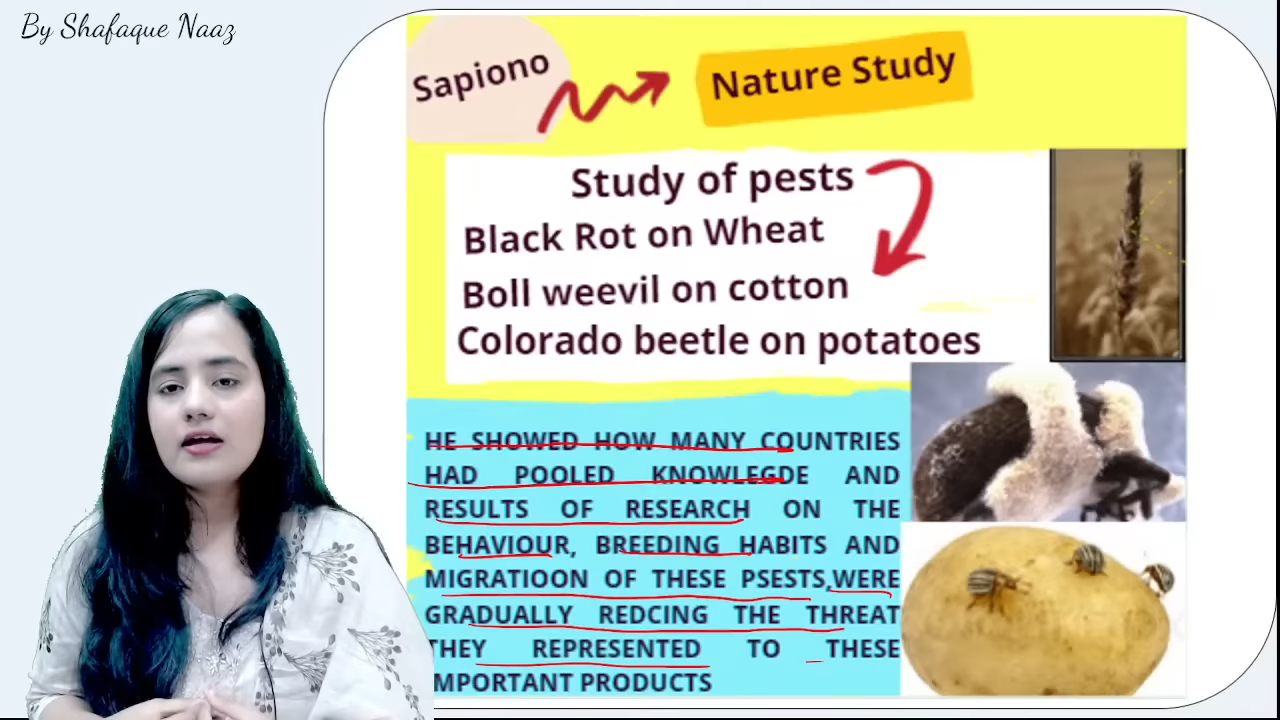 By Shafaque Naaz
Sapiono
Nature Study
Study of pests
Black Rot on Wheat
Boll weevil on cotton
Colorado beetle on potatoes
HE SHOWED HOW MANY COUNTRIES
HAD POOLED KNOWLEGDE AND
RESULTS OF RESEARCH ON THE
BEHAVIOUR, BREEDING HABITS AND
MIGRATIOON OF THESE PSESTS,WERE
GRADUALLY REDCING THE THREAT
THEY REPRESENTED TO THESE
IMPORTANT PRODUCTS